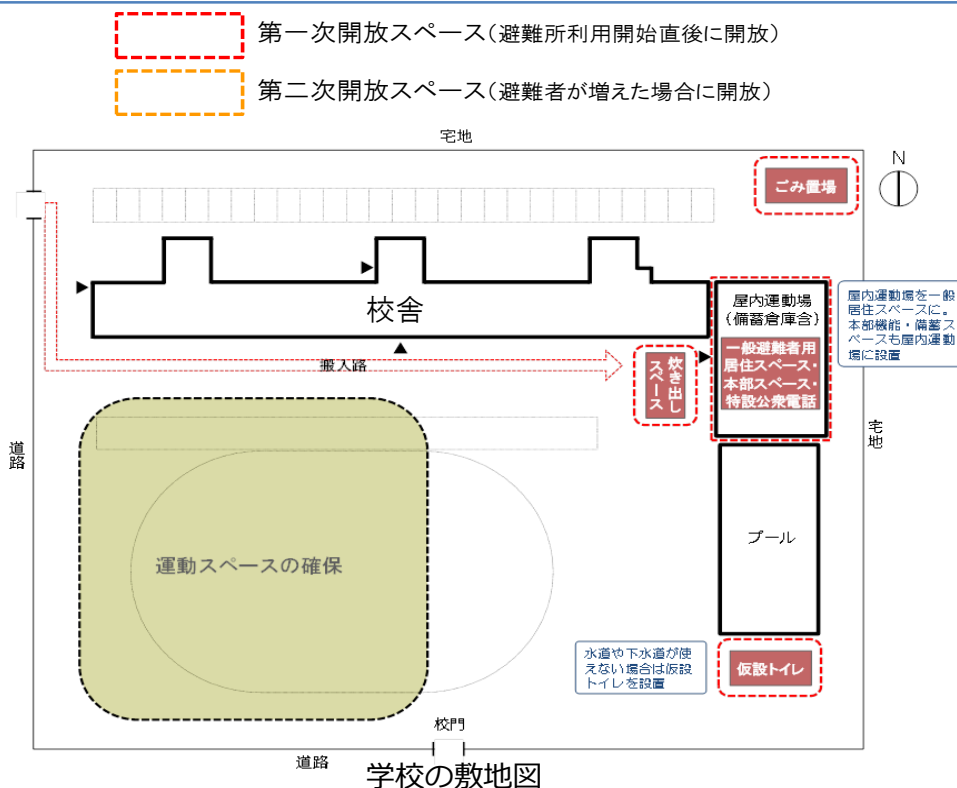 第一次開放スペース(避難所利用開始直後に開放)
第二次開放スペース(避難者が増えた場合に開放)
宅地
N
ごみ置場
校舎
屋内運動場
(備蓄倉庫含)
一般避難者用
居住スペース・
本部スペース・
特設公衆電話
屋内運動場を一般
居住スペースに。
本部機能・備蓄ス
ペースも屋内運動
場に設置
搬入路
炊き出し
スペース
道路
宅地
運動スペースの確保
プール
水道や下水道が使
えない場合は仮設
トイレを設置
仮設トイレ
校門
道路
学校の敷地図